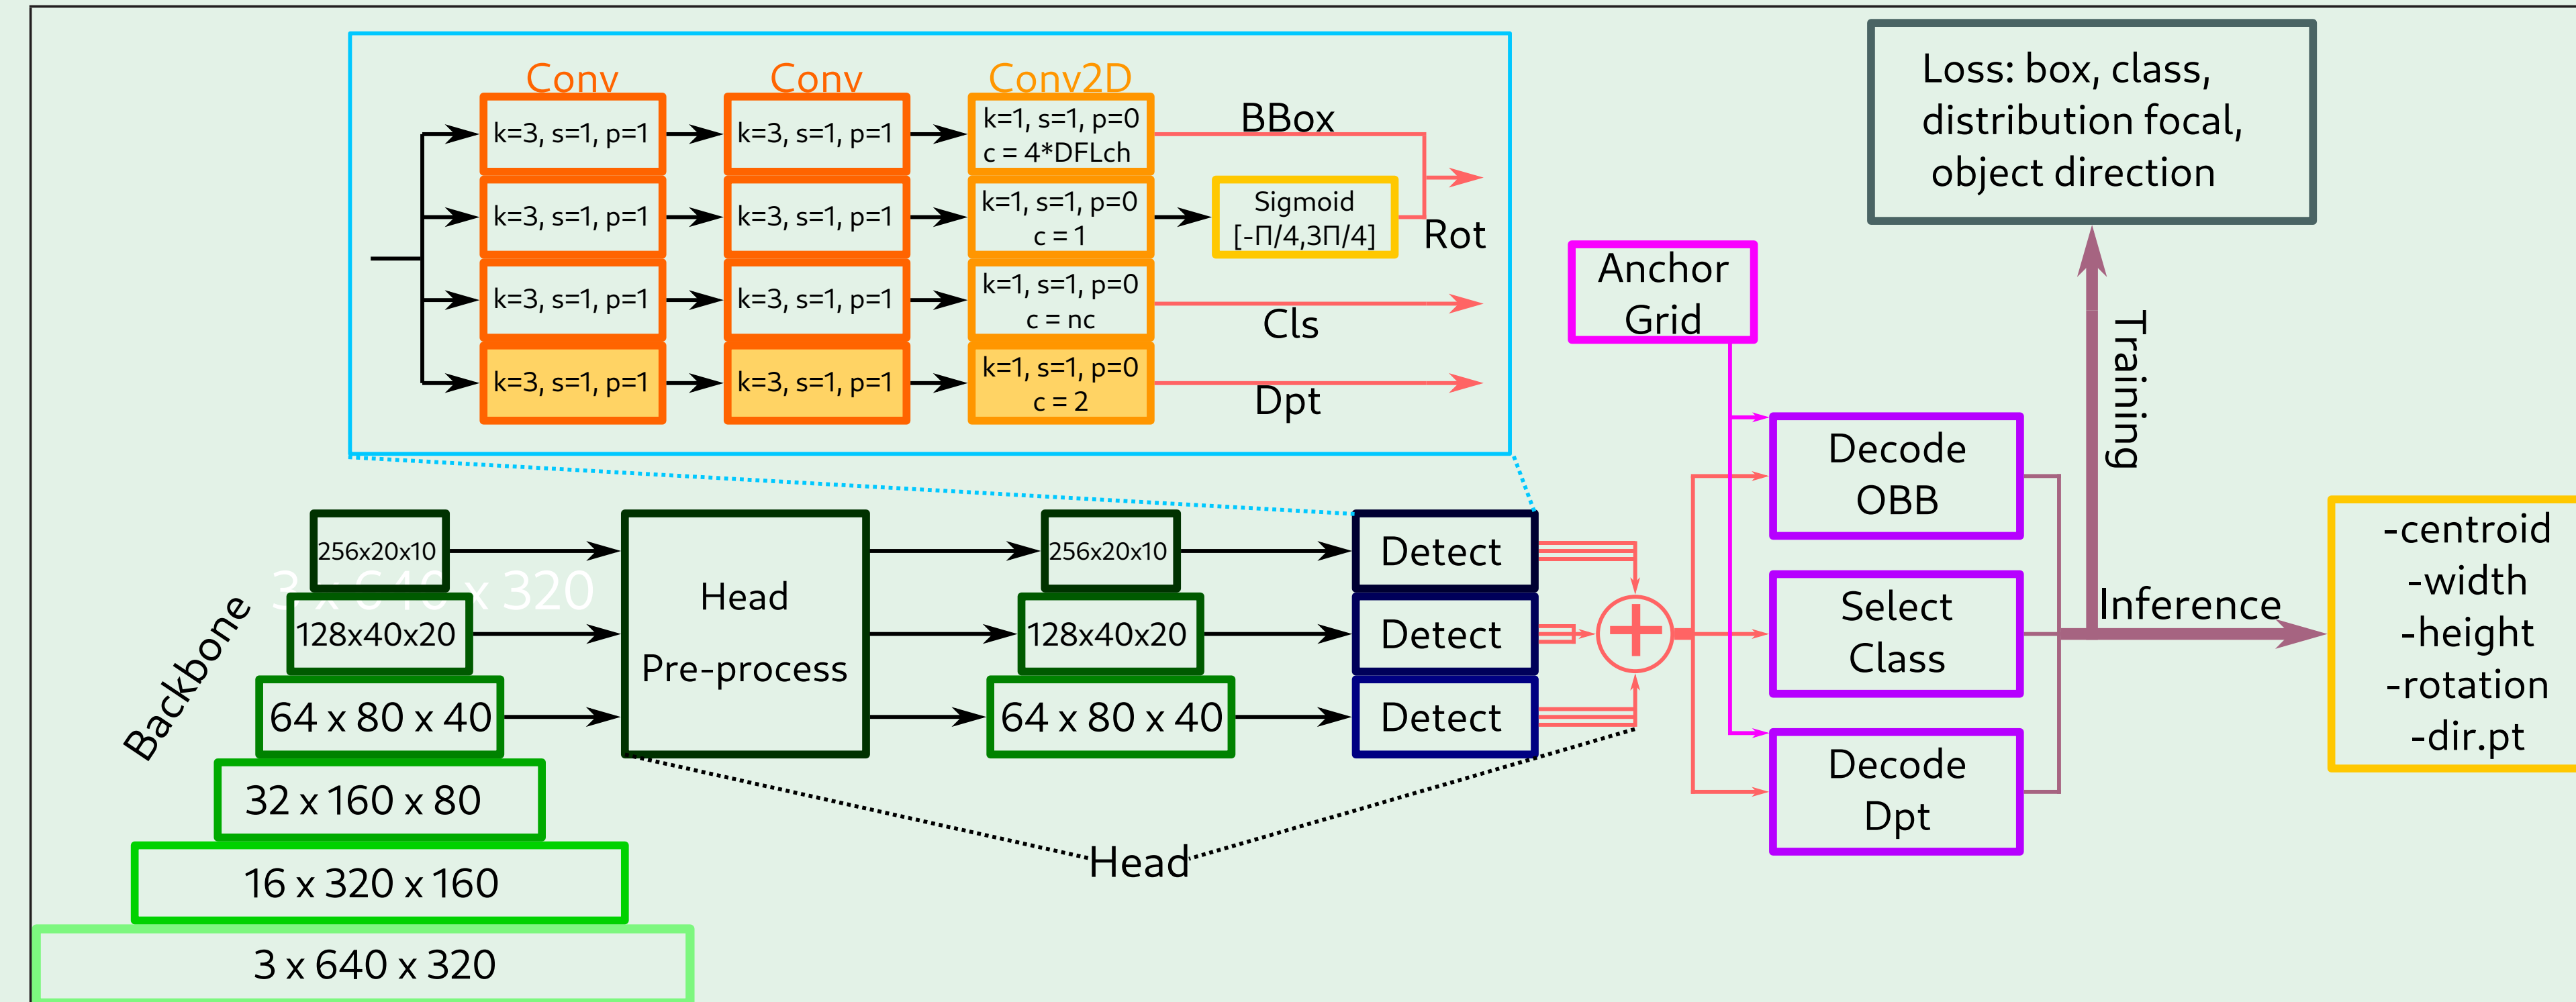 Conv
Conv
Conv2D
k=3, s=1, p=1
k=3, s=1, p=1
k=1, s=1, p=0
c = 4*DFLch
BBox
k=3, s=1, p=1
k=3, s=1, p=1
k=1, s=1, p=0
c = 1
Sigmoid
[-Π/4,3Π/4]
Rot
k=3, s=1, p=1
k=3, s=1, p=1
k=1, s=1, p=0
c = nc
Cls
k=3, s=1, p=1
k=3, s=1, p=1
k=1, s=1, p=0
c = 2
Dpt
Loss: box, class,
distribution focal,
object direction
Anchor
Grid
Training
Backbone
256x20x10
3 x 640 x 320
128x40x20
64 x 80 x 40
32 x 160 x 80
16 x 320 x 160
3 x 640 x 320
Head
Pre-process
256x20x10
128x40x20
64 x 80 x 40
Detect
Detect
Detect
Head
Decode
OBB
Select
Class
Decode
Dpt
Inference
-centroid
-width
-height
-rotation
-dir.pt